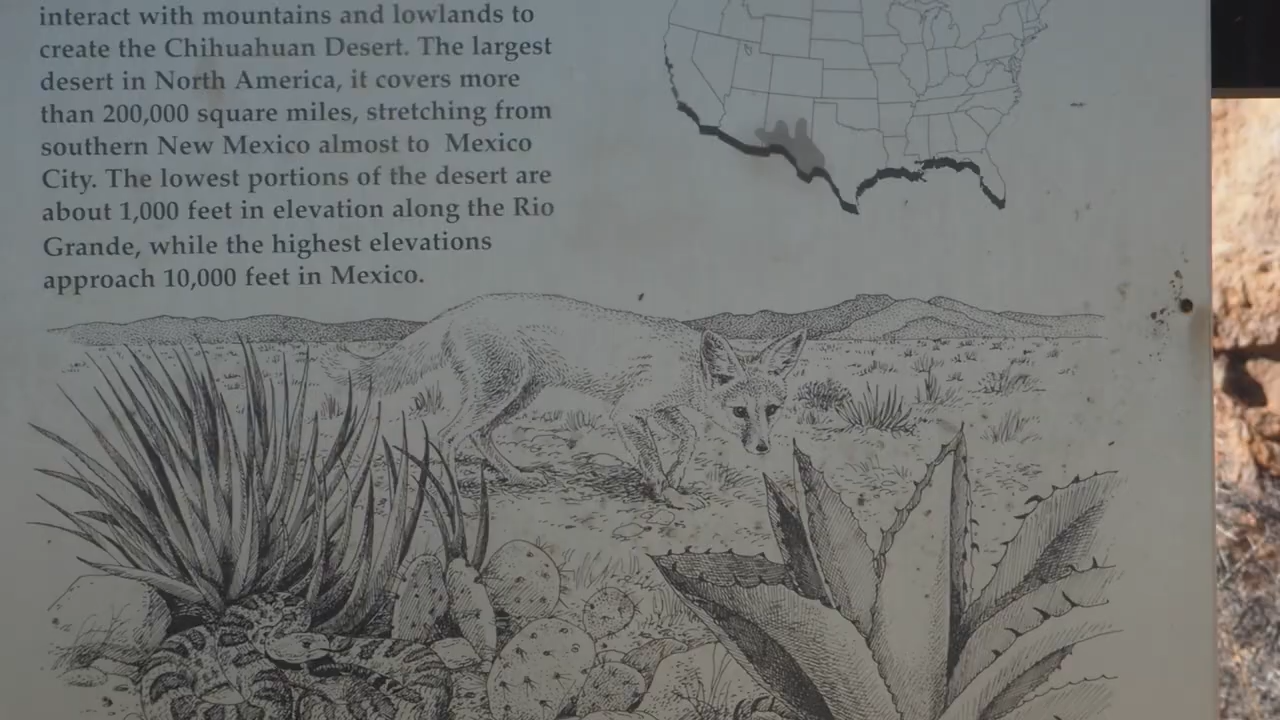 interact with mountains and lowlands to
create the Chihuahuan Desert. The largest
desert in North America, it covers more
than 200,000 square miles, stretching from
southern New Mexico almost to Mexico
City. The lowest portions of the desert are
about 1,000 feet in elevation along the Rio
Grande, while the highest elevations
approach 10,000 feet in Mexico.